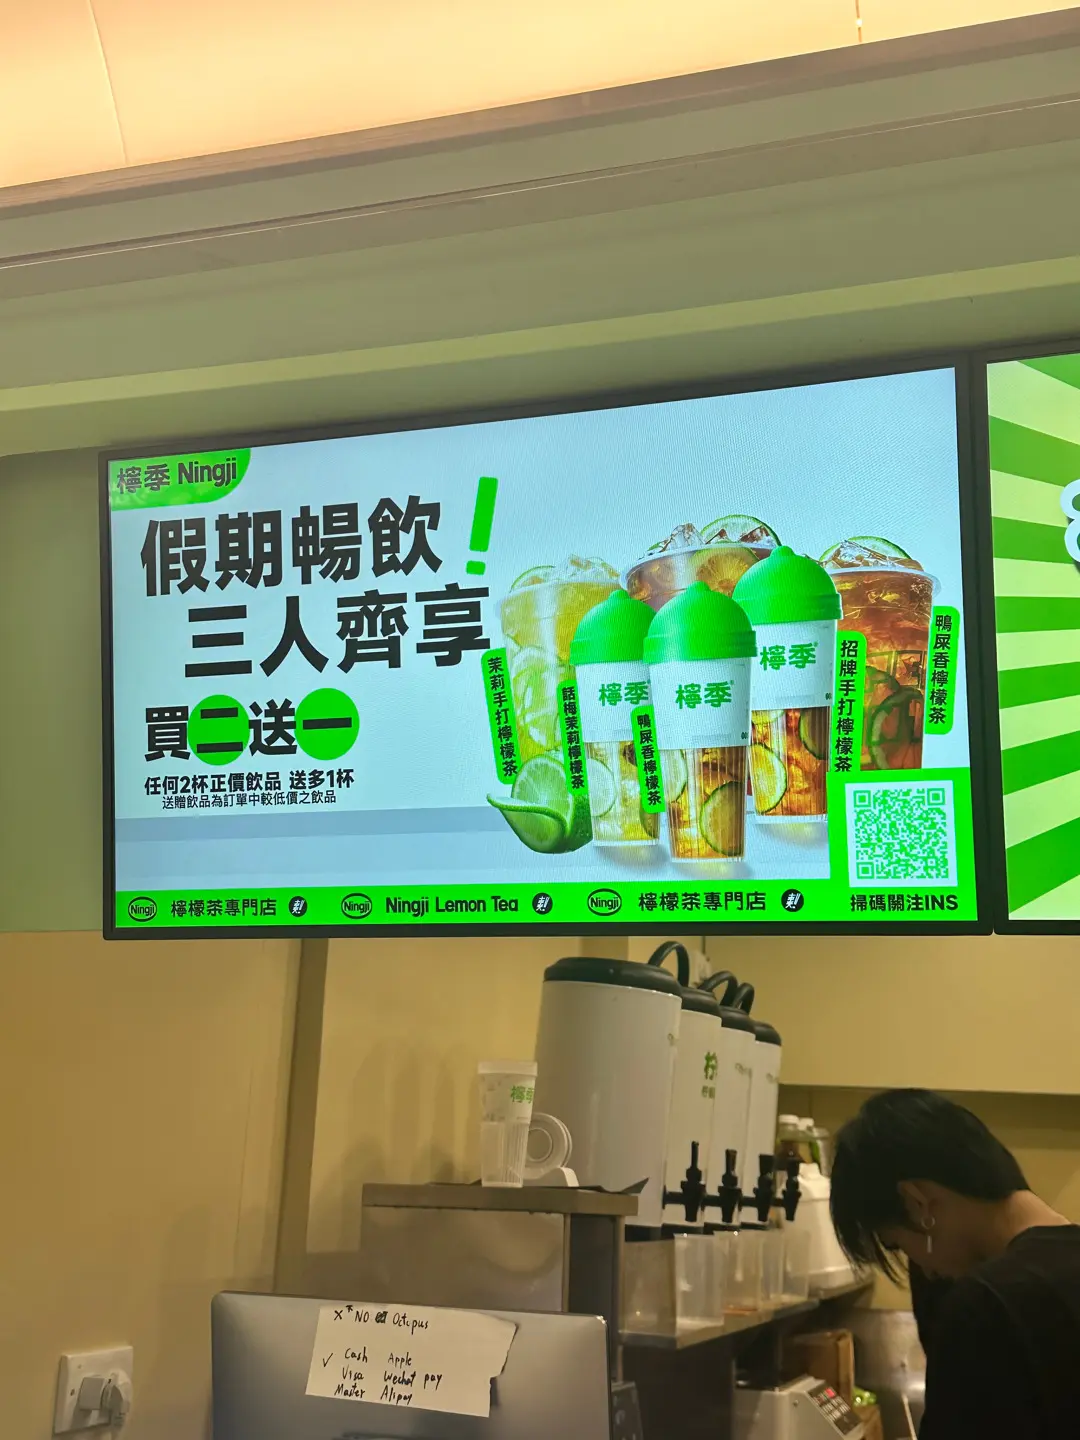 檸季 Ningji
假期暢飲!
三人齊享
買二送一
任何2杯正價飲品 送多1杯
送贈飲品為訂單中較低價之飲品
茉莉手打檸檬茶
話梅茉莉檸檬茶
鴨屎香檸檬茶
招牌手打檸檬茶
鴨屎香檸檬茶
檸季
檸季
檸季
掃碼關注INS
Ningji 檸檬茶專門店 Ningji Ningji Lemon Tea Ningji 檸檬茶專門店
檸季
X * NO Octopus
✓ Cash Apple
Visa Wechat pay
Master Alipay